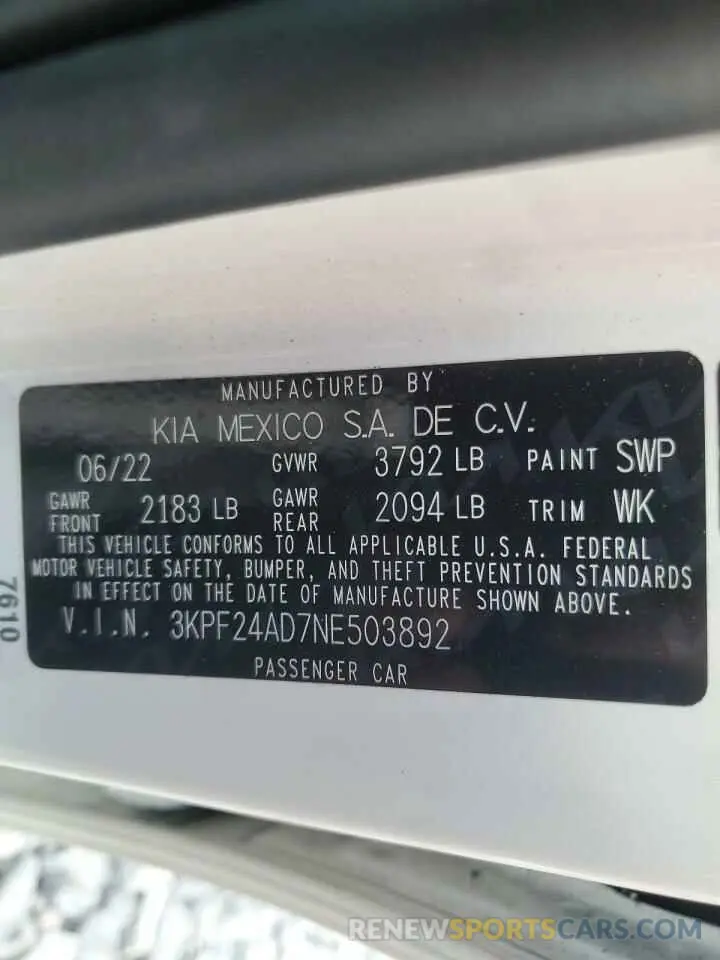 MANUFACTURED BY
KIA MEXICO S.A. DE C.V.
06/22 GVWR 3792 LB PAINT SWP
GAWR FRONT 2183 LB GAWR REAR 2094 LB TRIM WK
THIS VEHICLE CONFORMS TO ALL APPLICABLE U.S.A. FEDERAL
MOTOR VEHICLE SAFETY, BUMPER, AND THEFT PREVENTION STANDARDS
IN EFFECT ON THE DATE OF MANUFACTURE SHOWN ABOVE.
V.I.N. 3KPF24AD7NE503892
PASSENGER CAR
7610
RENEWSPORTSCARS.COM